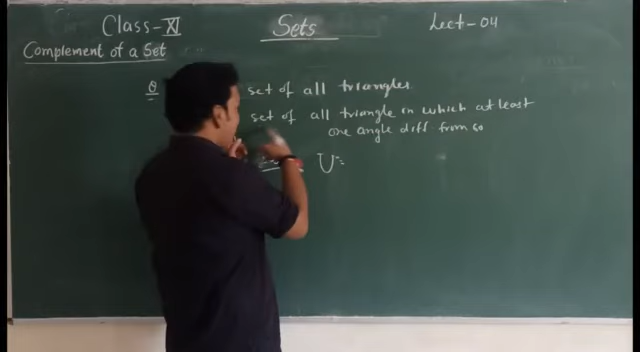 Class-XI
Sets
Lect-04
Complement of a Set
Q
set of all triangles
set of all triangle in which at least
one angle diff from 60
U=